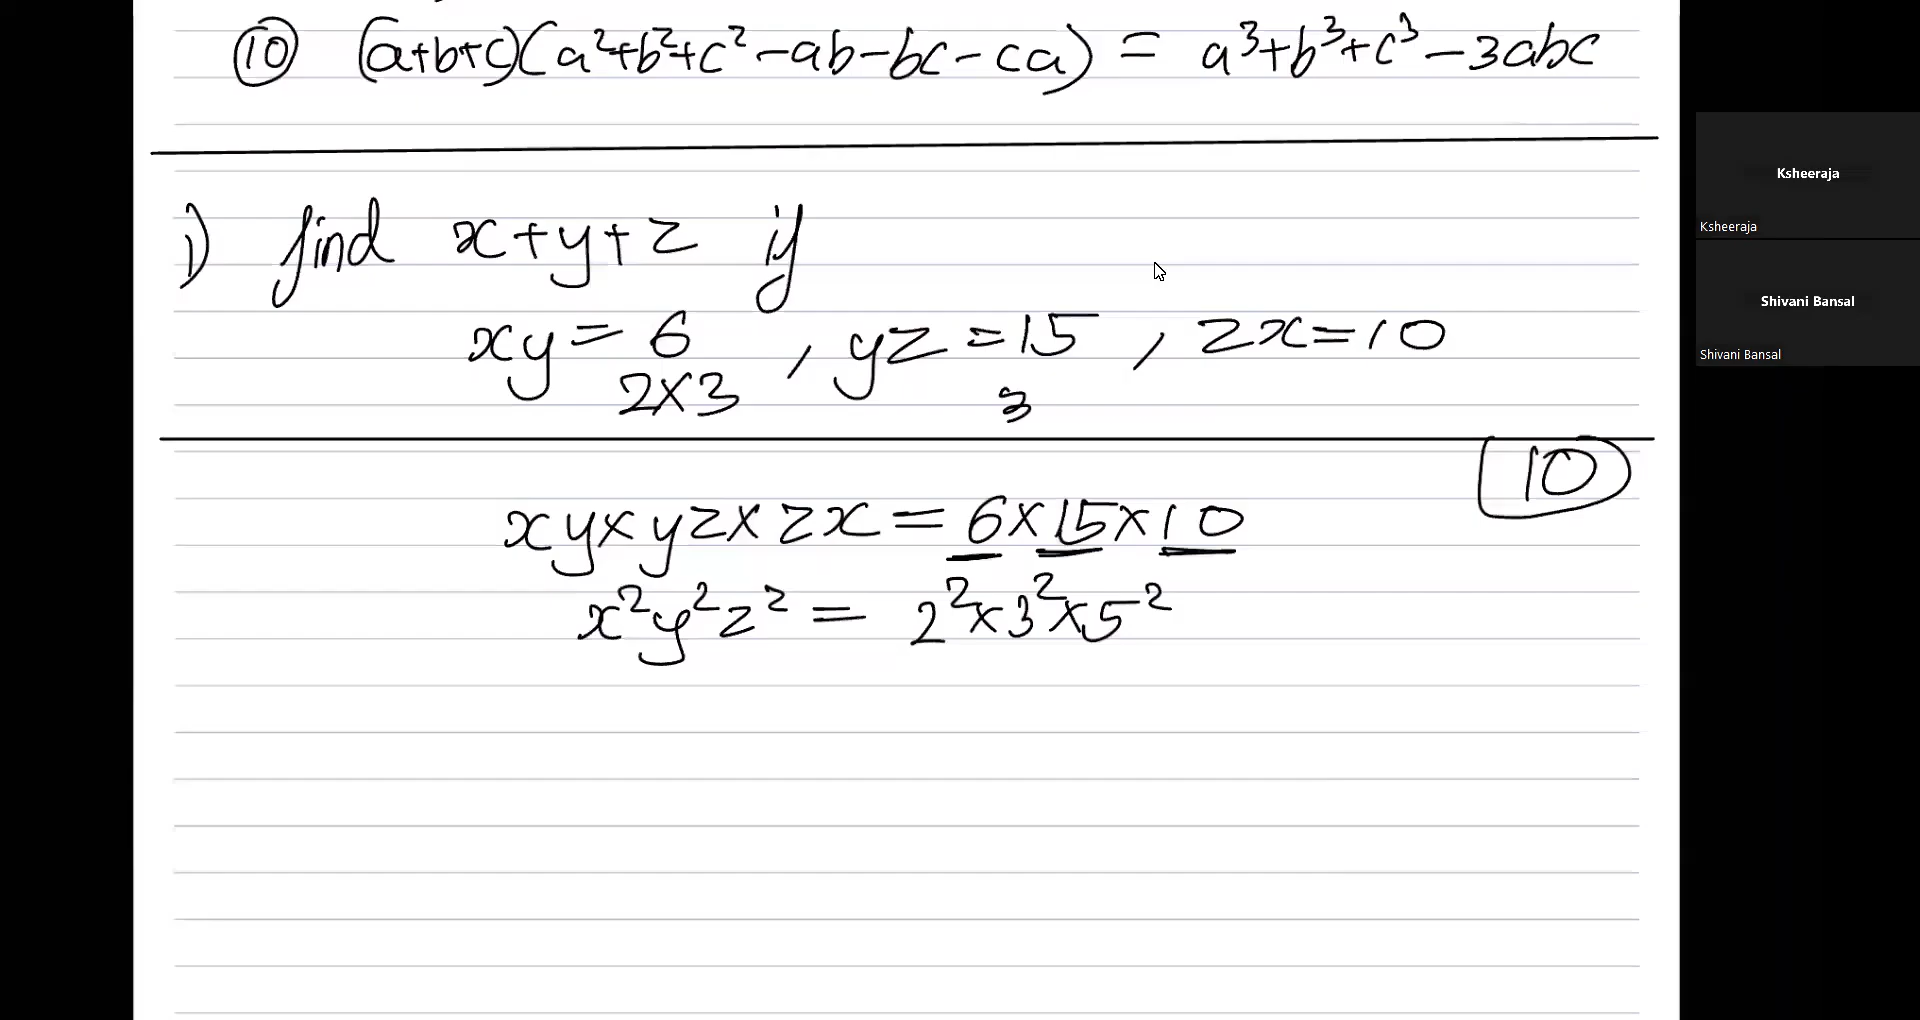 ⑩ (a+b+c)(a²+b²+c²-ab-bc-ca) = a³+b³+c³-3abc
1) find x+y+z if
xy = 6 , yz = 15 , zx = 10
2×3 3
10
xy × yz × zx = 6×15×10
x²y²z² = 2²×3²×5²
Ksheeraja
Ksheeraja
Shivani Bansal
Shivani Bansal